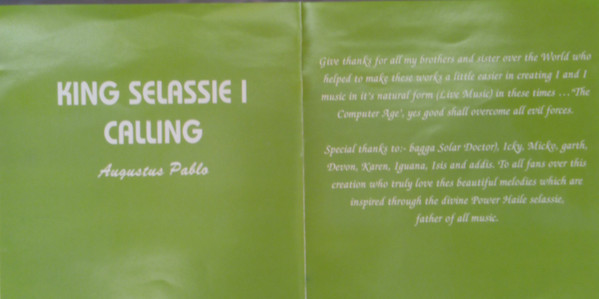 KING SELASSIE I
CALLING
Augustus Pablo
Give thanks for all my brothers and sister over the World who
helped to make these works a little easier in creating I and I
music in it's natural form (Live Music) in these times …'The
Computer Age', yes good shall overcome all evil forces.
Special thanks to:- bagga Solar Doctor), Icky, Micko, garth,
Devon, Karen, Iguana, Isis and addis. To all fans over this
creation who truly love thes beautiful melodies which are
inspired through the divine Power Haile selassie,
father of all music.